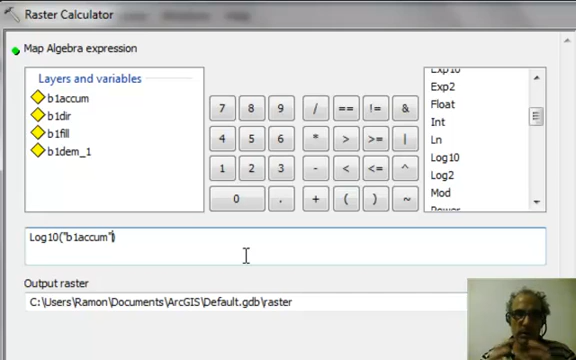 Raster Calculator
Map Algebra expression
Layers and variables
b1accum
b1dir
b1fill
b1dem_1
7 8 9 / == != &
4 5 6 * > >= |
1 2 3 - < <= ^
0 . + ( ) ~
Exp10
Exp2
Float
Int
Ln
Log10
Log2
Mod
Power
Log10("b1accum")
Output raster
C:\Users\Ramon\Documents\ArcGIS\Default.gdb\raster